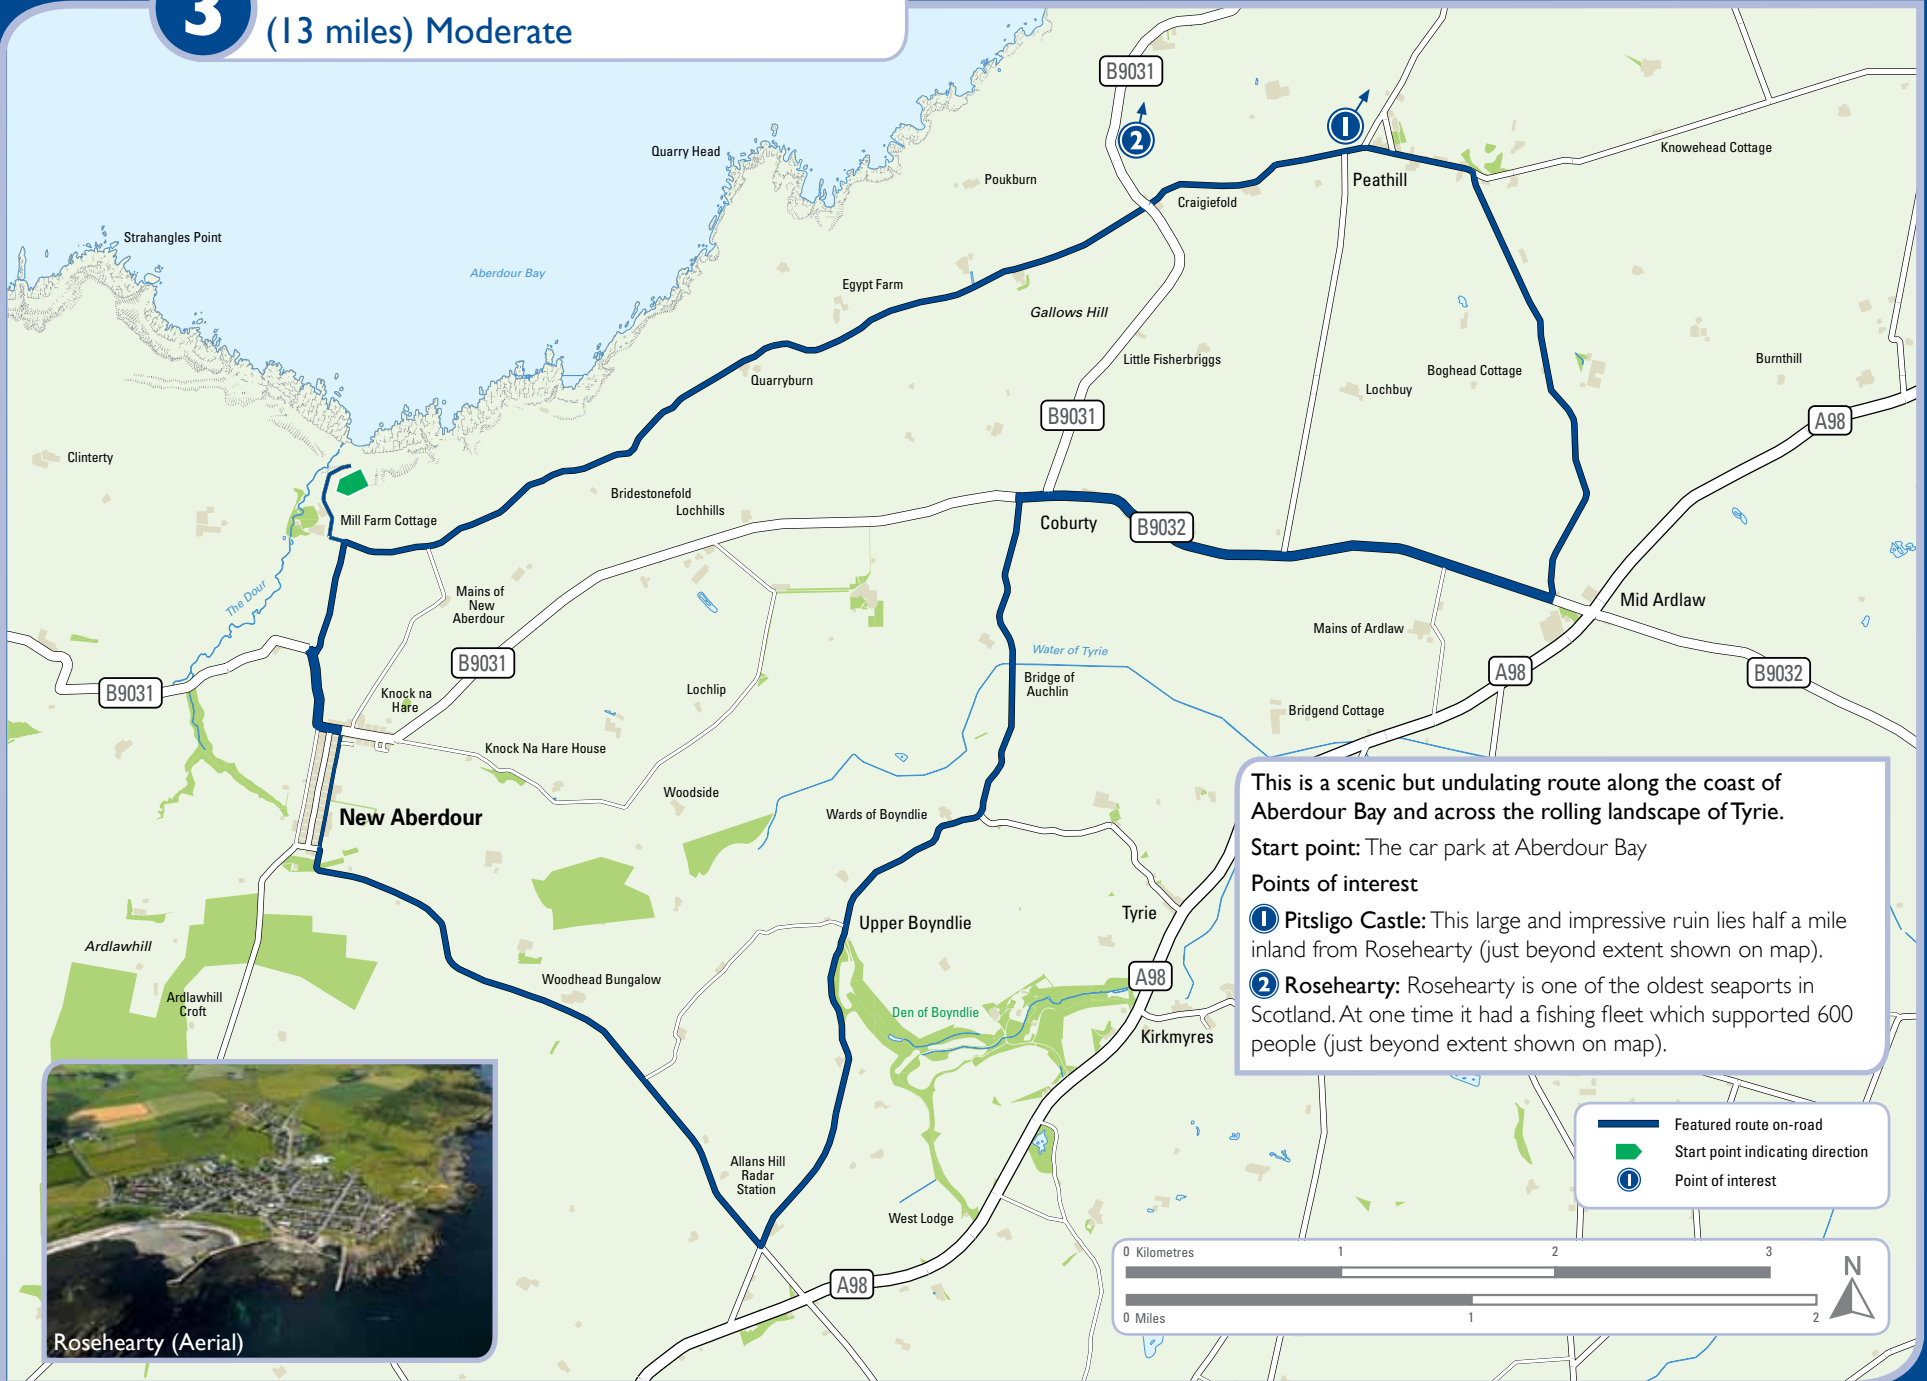 3
(13 miles) Moderate
B9031
2
1
Quarry Head
Poukburn
Knowehead Cottage
Peathill
Craigiefold
Strahangles Point
Aberdour Bay
Egypt Farm
Gallows Hill
Little Fisherbriggs
Burnthill
Boghead Cottage
Quarryburn
Lochbuy
B9031
A98
Clinterty
Bridestonefold
Lochhills
Mill Farm Cottage
Coburty
B9032
The Dour
Mains of
New
Aberdour
Mid Ardlaw
Mains of Ardlaw
Water of Tyrie
B9031
A98
B9032
B9031
Bridge of
Auchlin
Knock na
Hare
Lochlip
Bridgend Cottage
Knock Na Hare House
Woodside
New Aberdour
Wards of Boyndlie
This is a scenic but undulating route along the coast of
Aberdour Bay and across the rolling landscape of Tyrie.
Start point: The car park at Aberdour Bay
Points of interest
1 Pitsligo Castle: This large and impressive ruin lies half a mile
inland from Rosehearty (just beyond extent shown on map).
2 Rosehearty: Rosehearty is one of the oldest seaports in
Scotland. At one time it had a fishing fleet which supported 600
people (just beyond extent shown on map).
Tyrie
Upper Boyndlie
Ardlawhill
Woodhead Bungalow
A98
Ardlawhill
Croft
Den of Boyndlie
Kirkmyres
Allans Hill
Radar
Station
West Lodge
A98
Featured route on-road
Start point indicating direction
1 Point of interest
0 Kilometres 1 2 3
0 Miles 1 2
N
Rosehearty (Aerial)